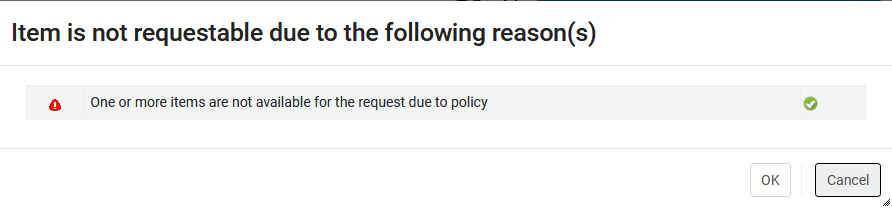 Item is not requestable due to the following reason(s)
One or more items are not available for the request due to policy
OK Cancel